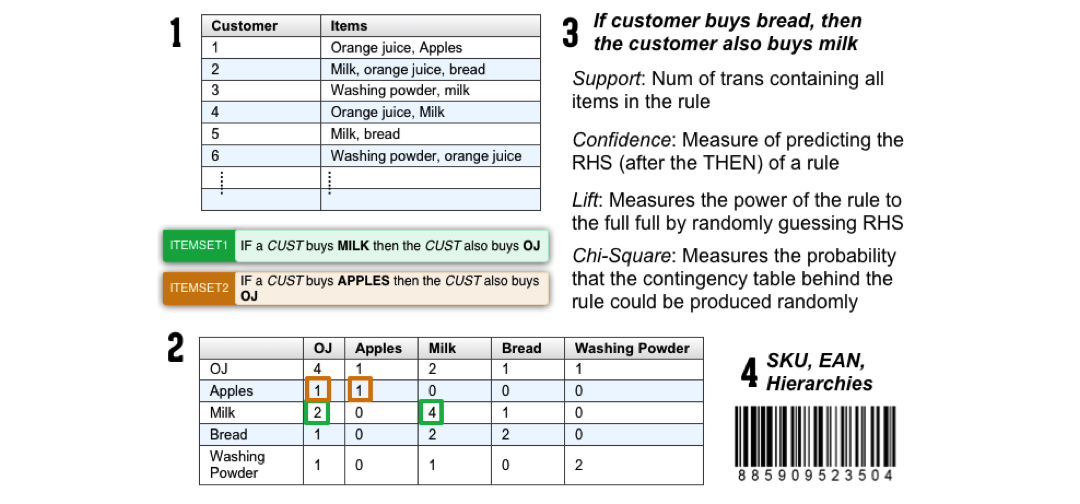 1
Customer Items
1 Orange juice, Apples
2 Milk, orange juice, bread
3 Washing powder, milk
4 Orange juice, Milk
5 Milk, bread
6 Washing powder, orange juice
ITEMSET1 IF a CUST buys MILK then the CUST also buys OJ
ITEMSET2 IF a CUST buys APPLES then the CUST also buys
OJ
2
OJ Apples Milk Bread Washing Powder
OJ 4 1 2 1 1
Apples 1 1 0 0 0
Milk 2 0 4 1 0
Bread 1 0 2 2 0
Washing
Powder 1 0 1 0 2
3
If customer buys bread, then
the customer also buys milk
Support: Num of trans containing all
items in the rule
Confidence: Measure of predicting the
RHS (after the THEN) of a rule
Lift: Measures the power of the rule to
the full full by randomly guessing RHS
Chi-Square: Measures the probability
that the contingency table behind the
rule could be produced randomly
4
SKU, EAN,
Hierarchies
885909523504